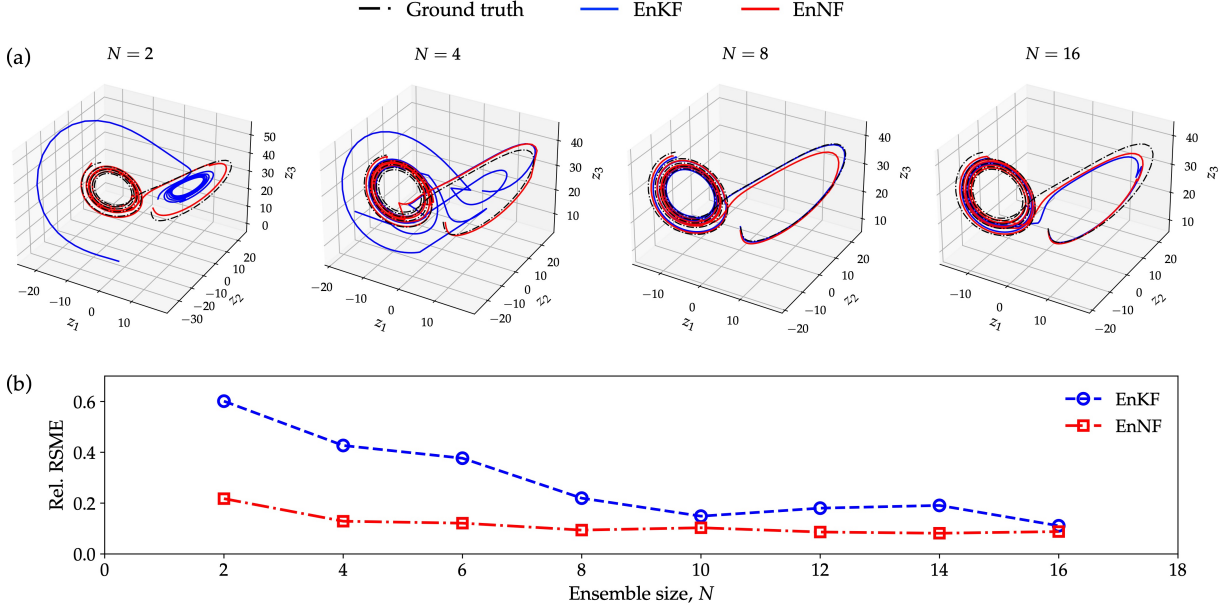 Ground truth EnKF EnNF
(a)
N = 2 N = 4 N = 8 N = 16
50 40 30 20 10 0 z3
−20 −10 0 10 z1
−30 −20 −10 0 10 20 z2
40 30 20 10 z3
−20 −10 0 10 z1
−20 −10 0 10 20 z2
40 30 20 10 z3
−10 0 10 z1
−20 −10 0 10 20 z2
40 30 20 10 z3
−10 0 10 z1
−20 −10 0 10 20 z2
(b)
Rel. RSME
0.6
0.4
0.2
0.0
EnKF
EnNF
0 2 4 6 8 10 12 14 16 18
Ensemble size, N